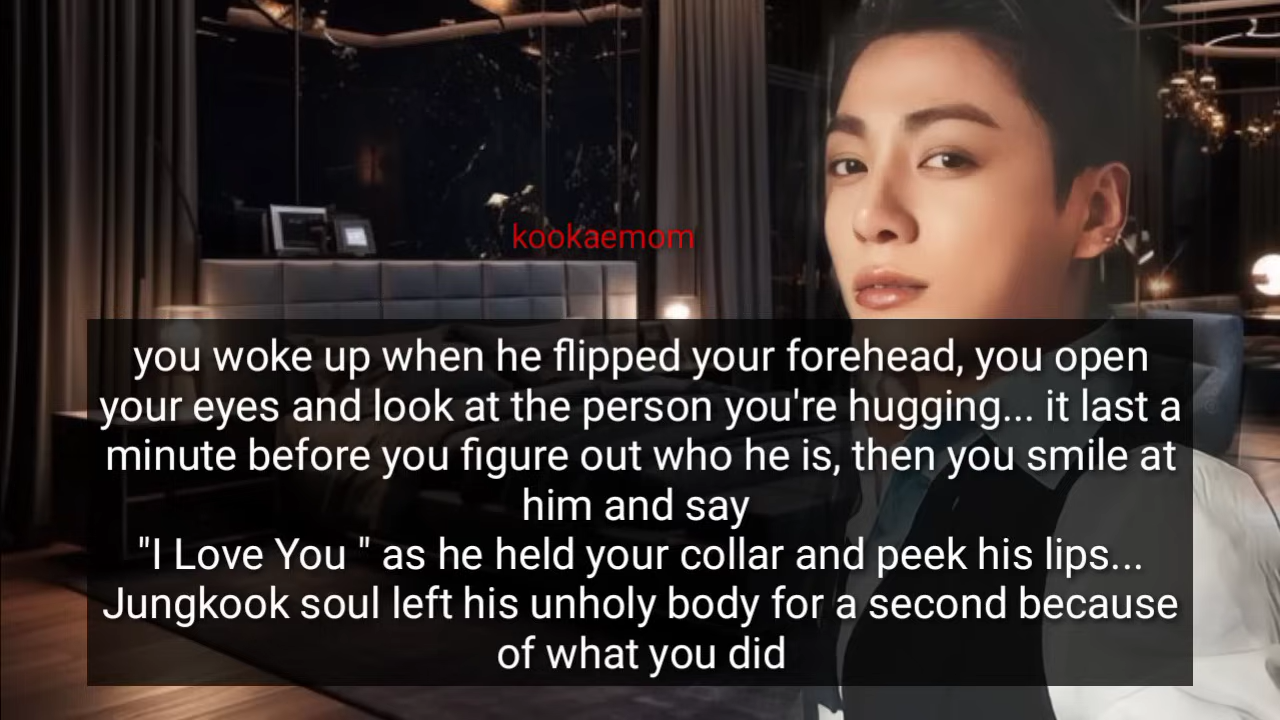 kookaemom
you woke up when he flipped your forehead, you open
your eyes and look at the person you're hugging... it last a
minute before you figure out who he is, then you smile at
him and say
"I Love You " as he held your collar and peek his lips...
Jungkook soul left his unholy body for a second because
of what you did